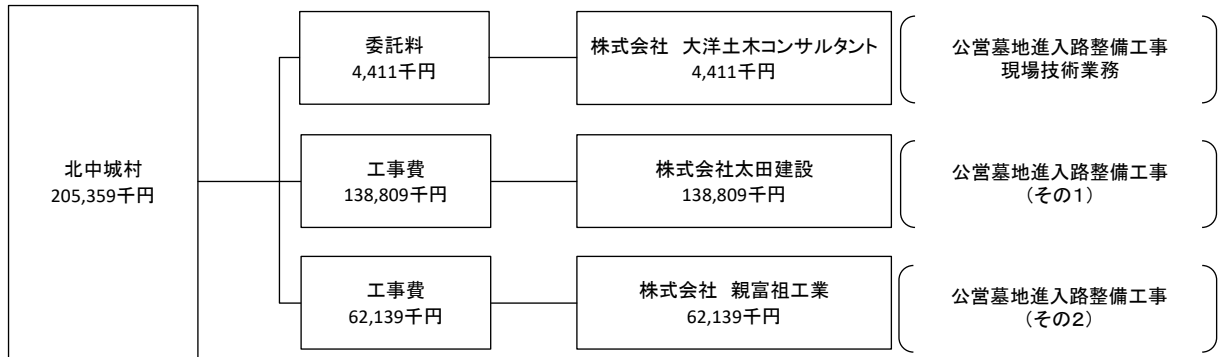 北中城村
205,359千円
委託料
4,411千円
株式会社 大洋土木コンサルタント
4,411千円
公営墓地進入路整備工事
現場技術業務
工事費
138,809千円
株式会社太田建設
138,809千円
公営墓地進入路整備工事
(その1)
工事費
62,139千円
株式会社 親富祖工業
62,139千円
公営墓地進入路整備工事
(その2)